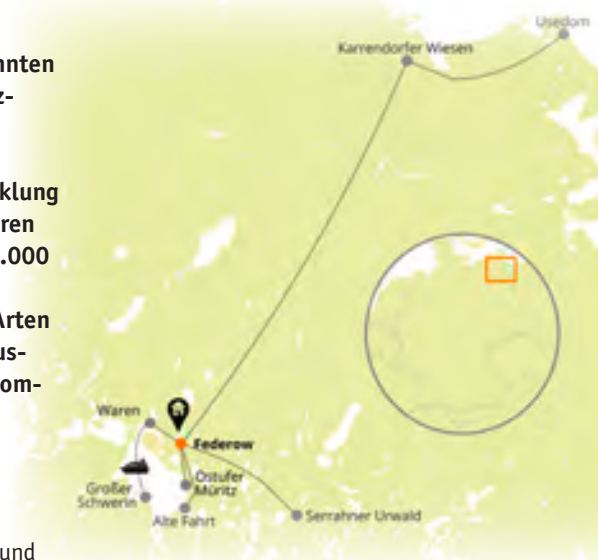 nnten
z-
klung
ren
.000
Arten
us-
om-
und
Usedom
Karrendorfer Wiesen
Waren
Federow
Ostufer
Müritz
Großer
Schwerin
Alte Fahrt
Serrahner Urwald